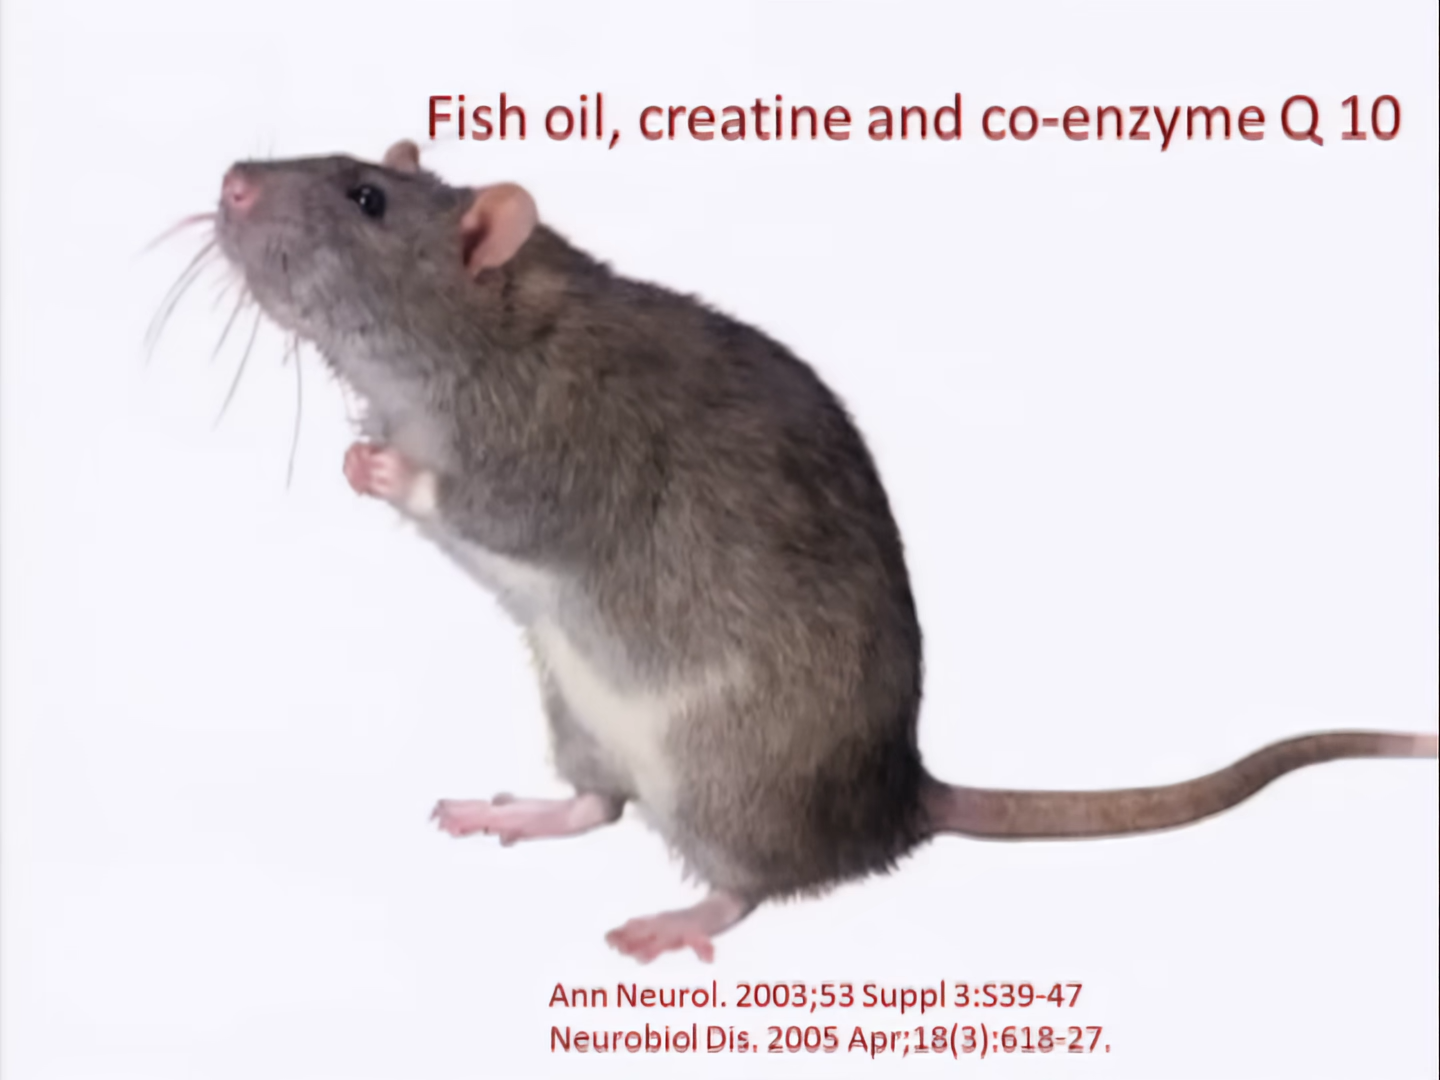 Fish oil, creatine and co-enzyme Q 10
Ann Neurol. 2003;53 Suppl 3:S39-47
Neurobiol Dis. 2005 Apr;18(3):618-27.